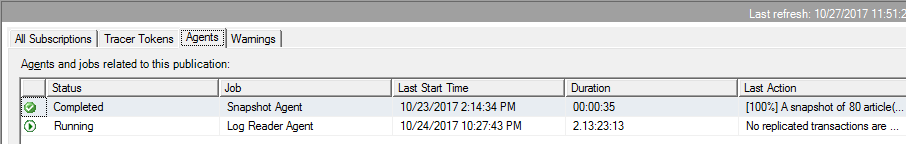 Last refresh: 10/27/2017 11:51:2
All Subscriptions Tracer Tokens Agents Warnings
Agents and jobs related to this publication:
Status Job Last Start Time Duration Last Action
Completed Snapshot Agent 10/23/2017 2:14:34 PM 00:00:35 [100%] A snapshot of 80 article(...
Running Log Reader Agent 10/24/2017 10:27:43 PM 2.13:23:13 No replicated transactions are ...